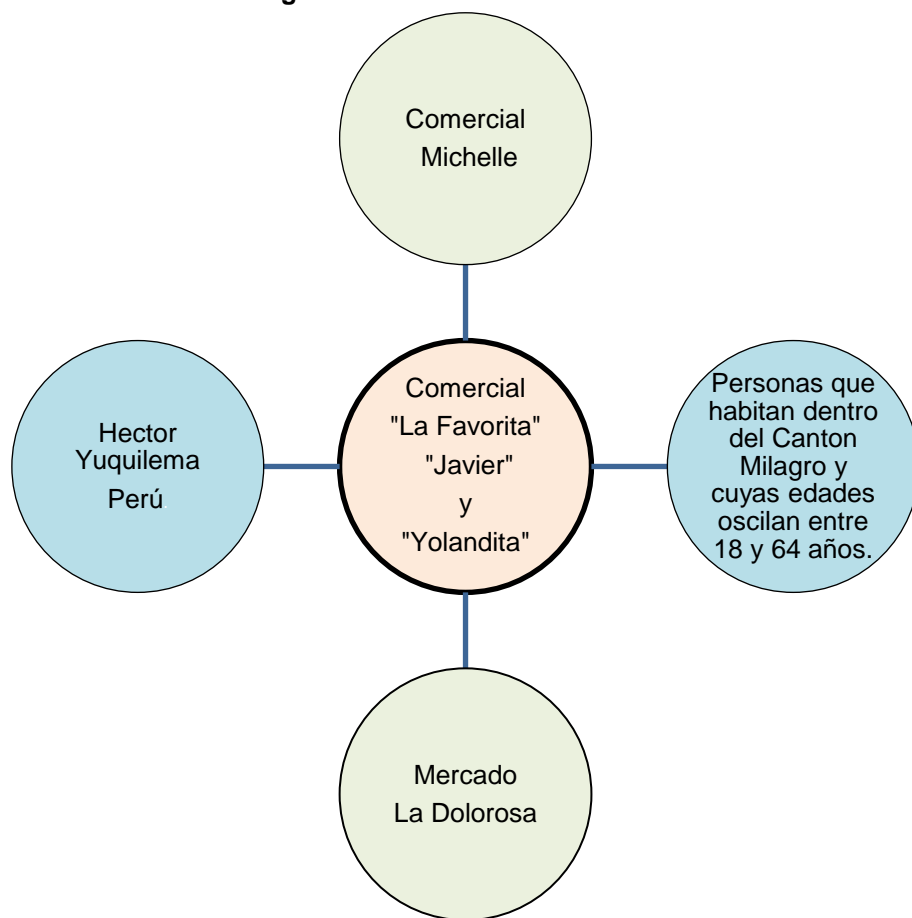 Comercial
Michelle
Hector
Yuquilema
Perú
Comercial
"La Favorita"
"Javier"
y
"Yolandita"
Personas que
habitan dentro
del Canton
Milagro y
cuyas edades
oscilan entre
18 y 64 años.
Mercado
La Dolorosa